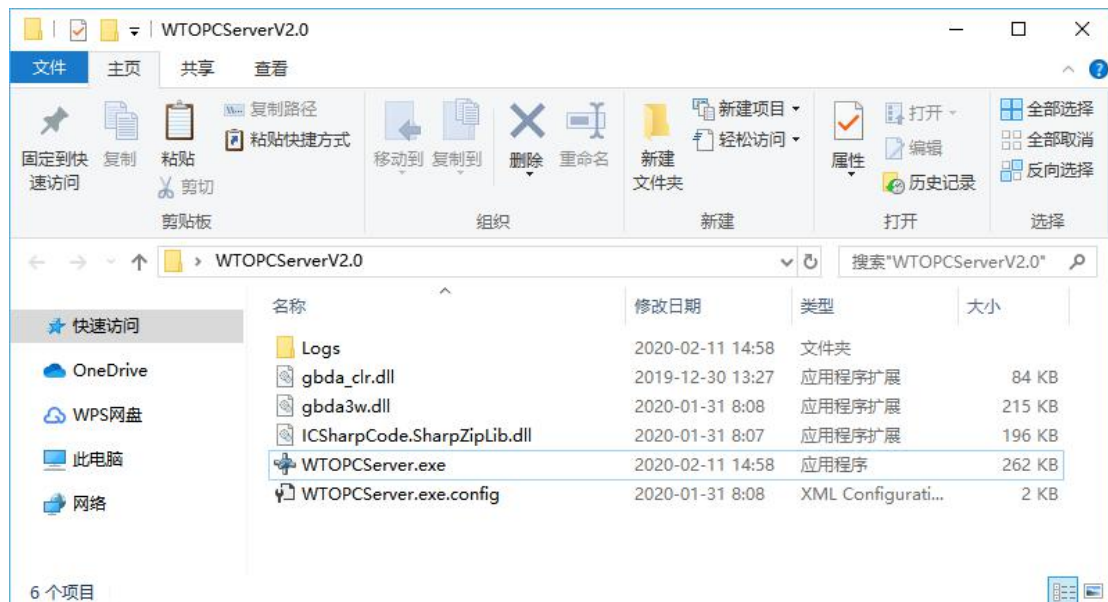 WTOPCServerV2.0
文件 主页 共享 查看
固定到快速访问
复制
粘贴
复制路径
粘贴快捷方式
剪切
剪贴板
移动到 复制到
删除 重命名
组织
新建文件夹
新建项目
轻松访问
新建
属性
打开
编辑
历史记录
打开
全部选择
全部取消
反向选择
选择
WTOPCServerV2.0 搜索"WTOPCServerV2.0"
快速访问
OneDrive
WPS网盘
此电脑
网络
名称 修改日期 类型 大小
Logs 2020-02-11 14:58 文件夹
gbda_clr.dll 2019-12-30 13:27 应用程序扩展 84 KB
gbda3w.dll 2020-01-31 8:08 应用程序扩展 215 KB
ICSharpCode.SharpZipLib.dll 2020-01-31 8:07 应用程序扩展 196 KB
WTOPCServer.exe 2020-02-11 14:58 应用程序 262 KB
WTOPCServer.exe.config 2020-01-31 8:08 XML Configurati... 2 KB
6 个项目